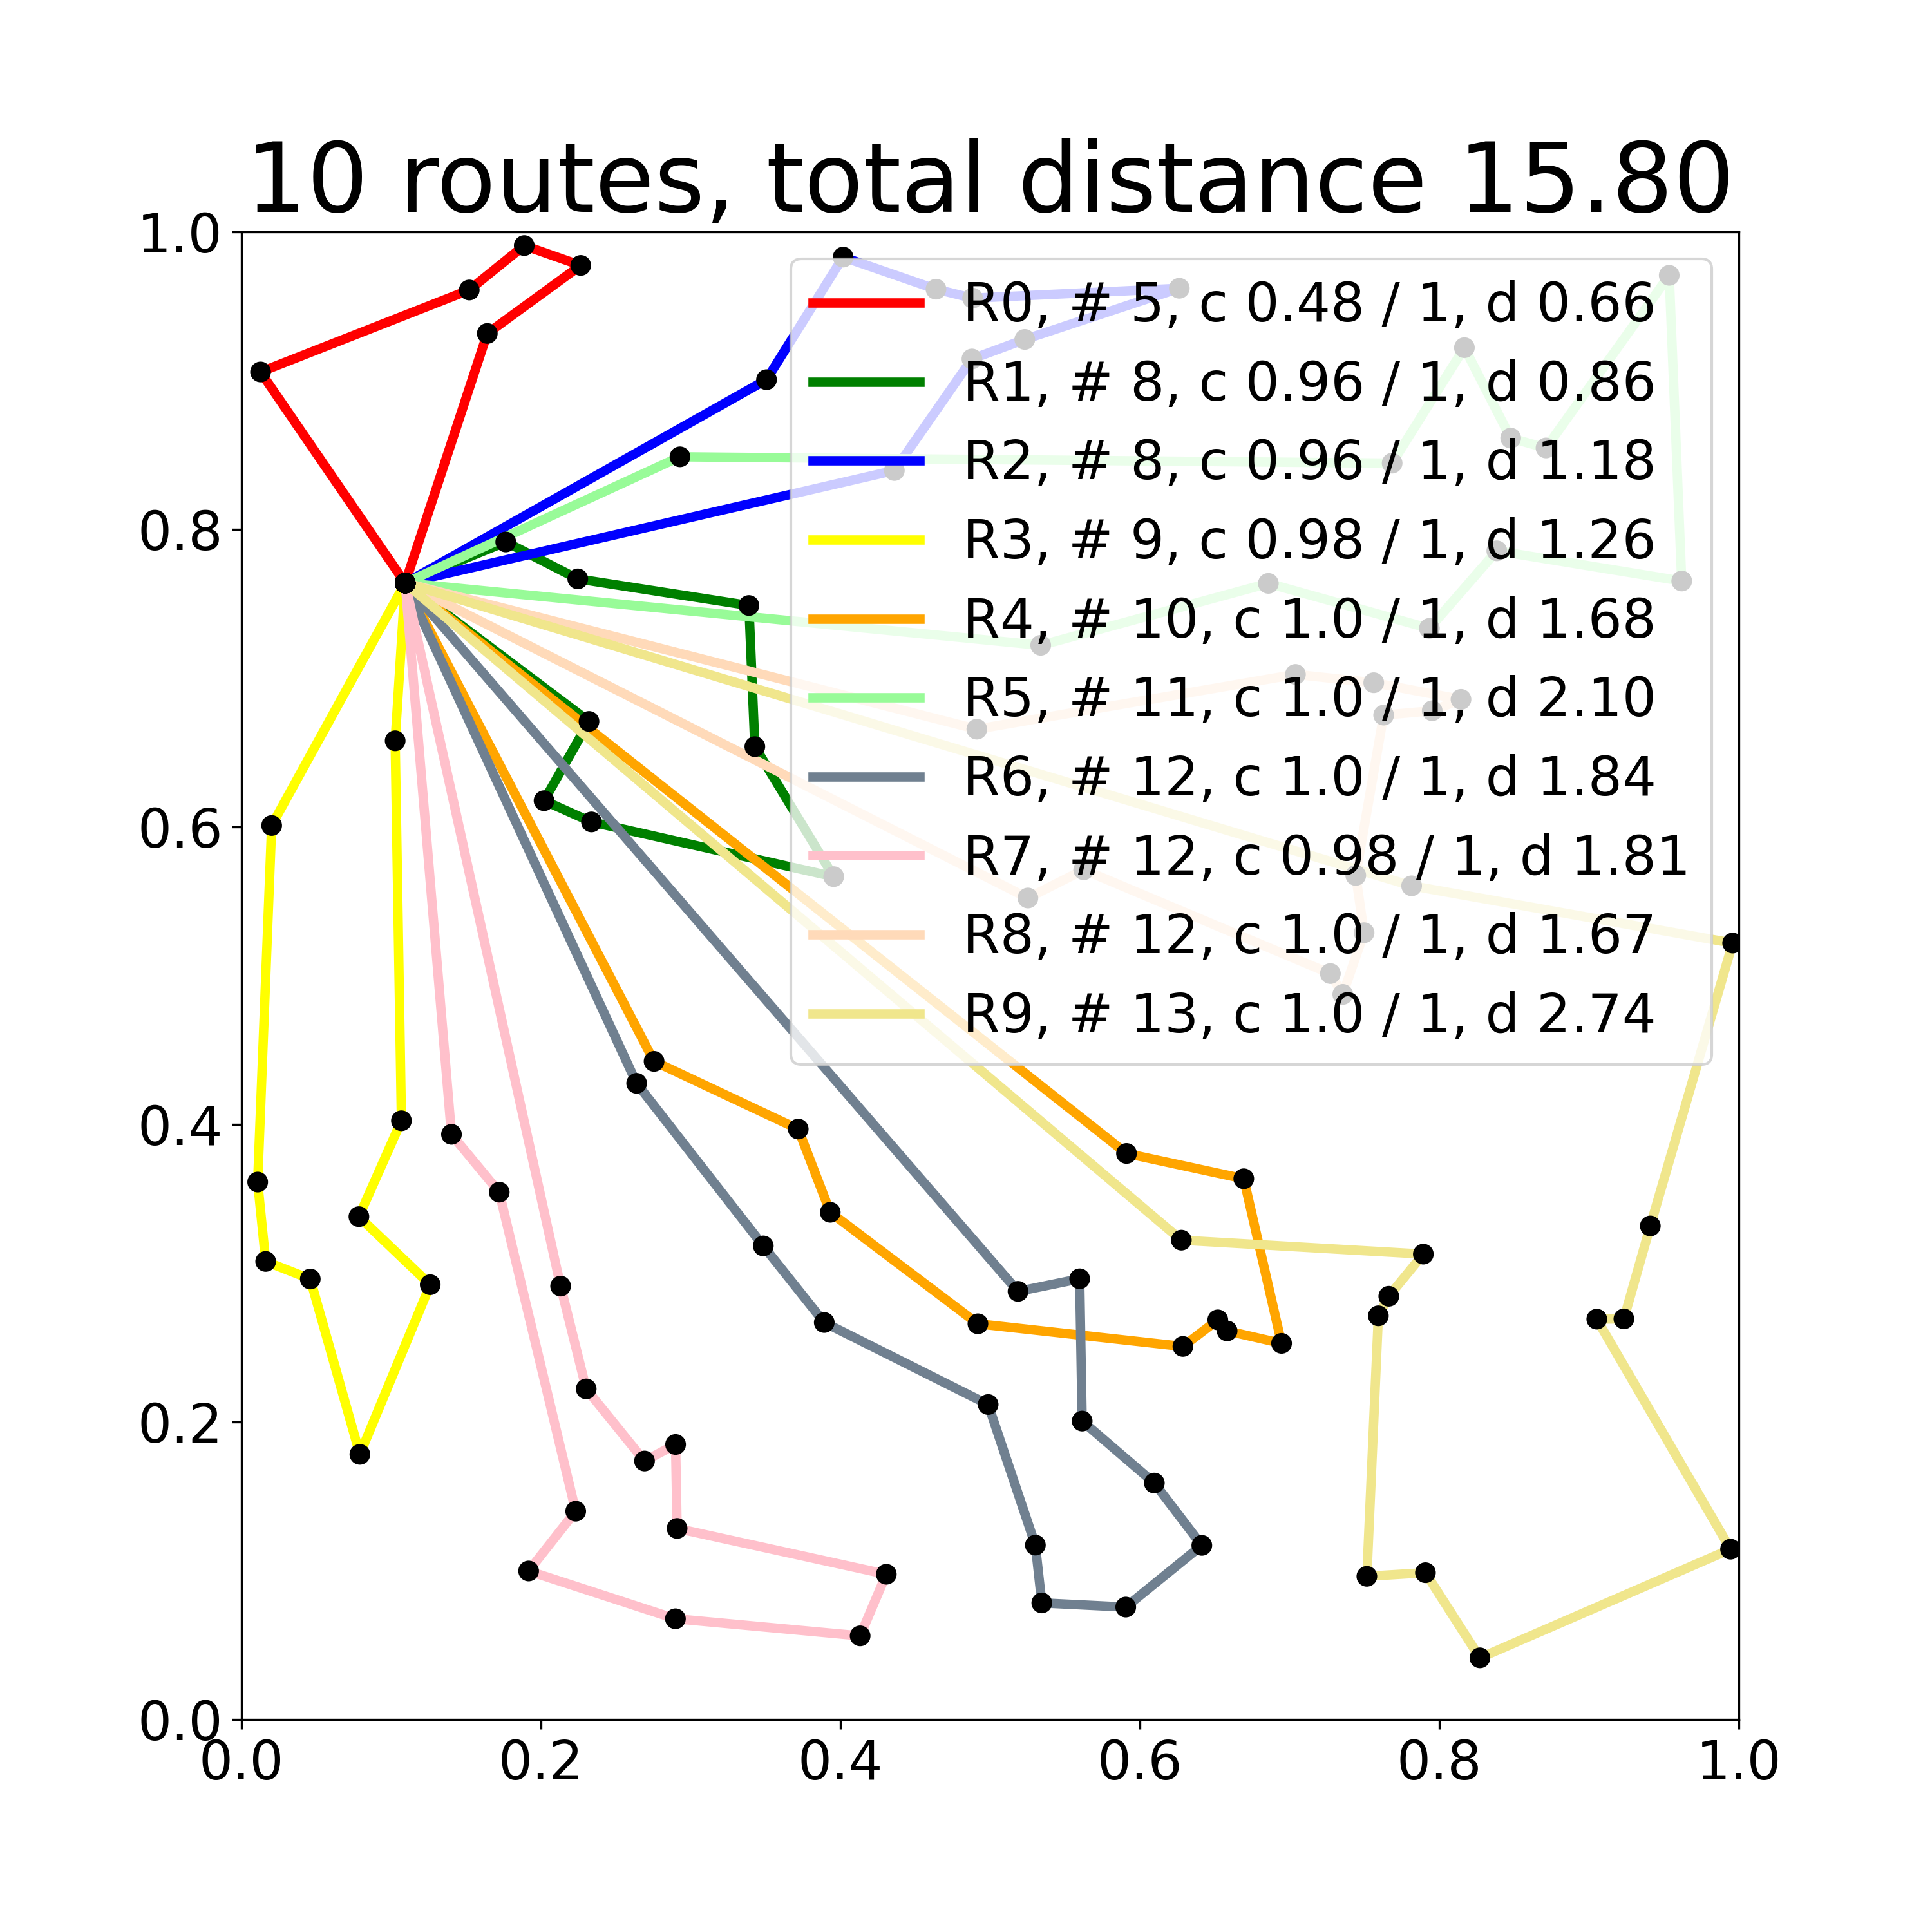 10 routes, total distance 15.80
1.0
0.8
0.6
0.4
0.2
0.0
R0, # 5, c 0.48 / 1, d 0.66
R1, # 8, c 0.96 / 1, d 0.86
R2, # 8, c 0.96 / 1, d 1.18
R3, # 9, c 0.98 / 1, d 1.26
R4, # 10, c 1.0 / 1, d 1.68
R5, # 11, c 1.0 / 1, d 2.10
R6, # 12, c 1.0 / 1, d 1.84
R7, # 12, c 0.98 / 1, d 1.81
R8, # 12, c 1.0 / 1, d 1.67
R9, # 13, c 1.0 / 1, d 2.74
0.0 0.2 0.4 0.6 0.8 1.0